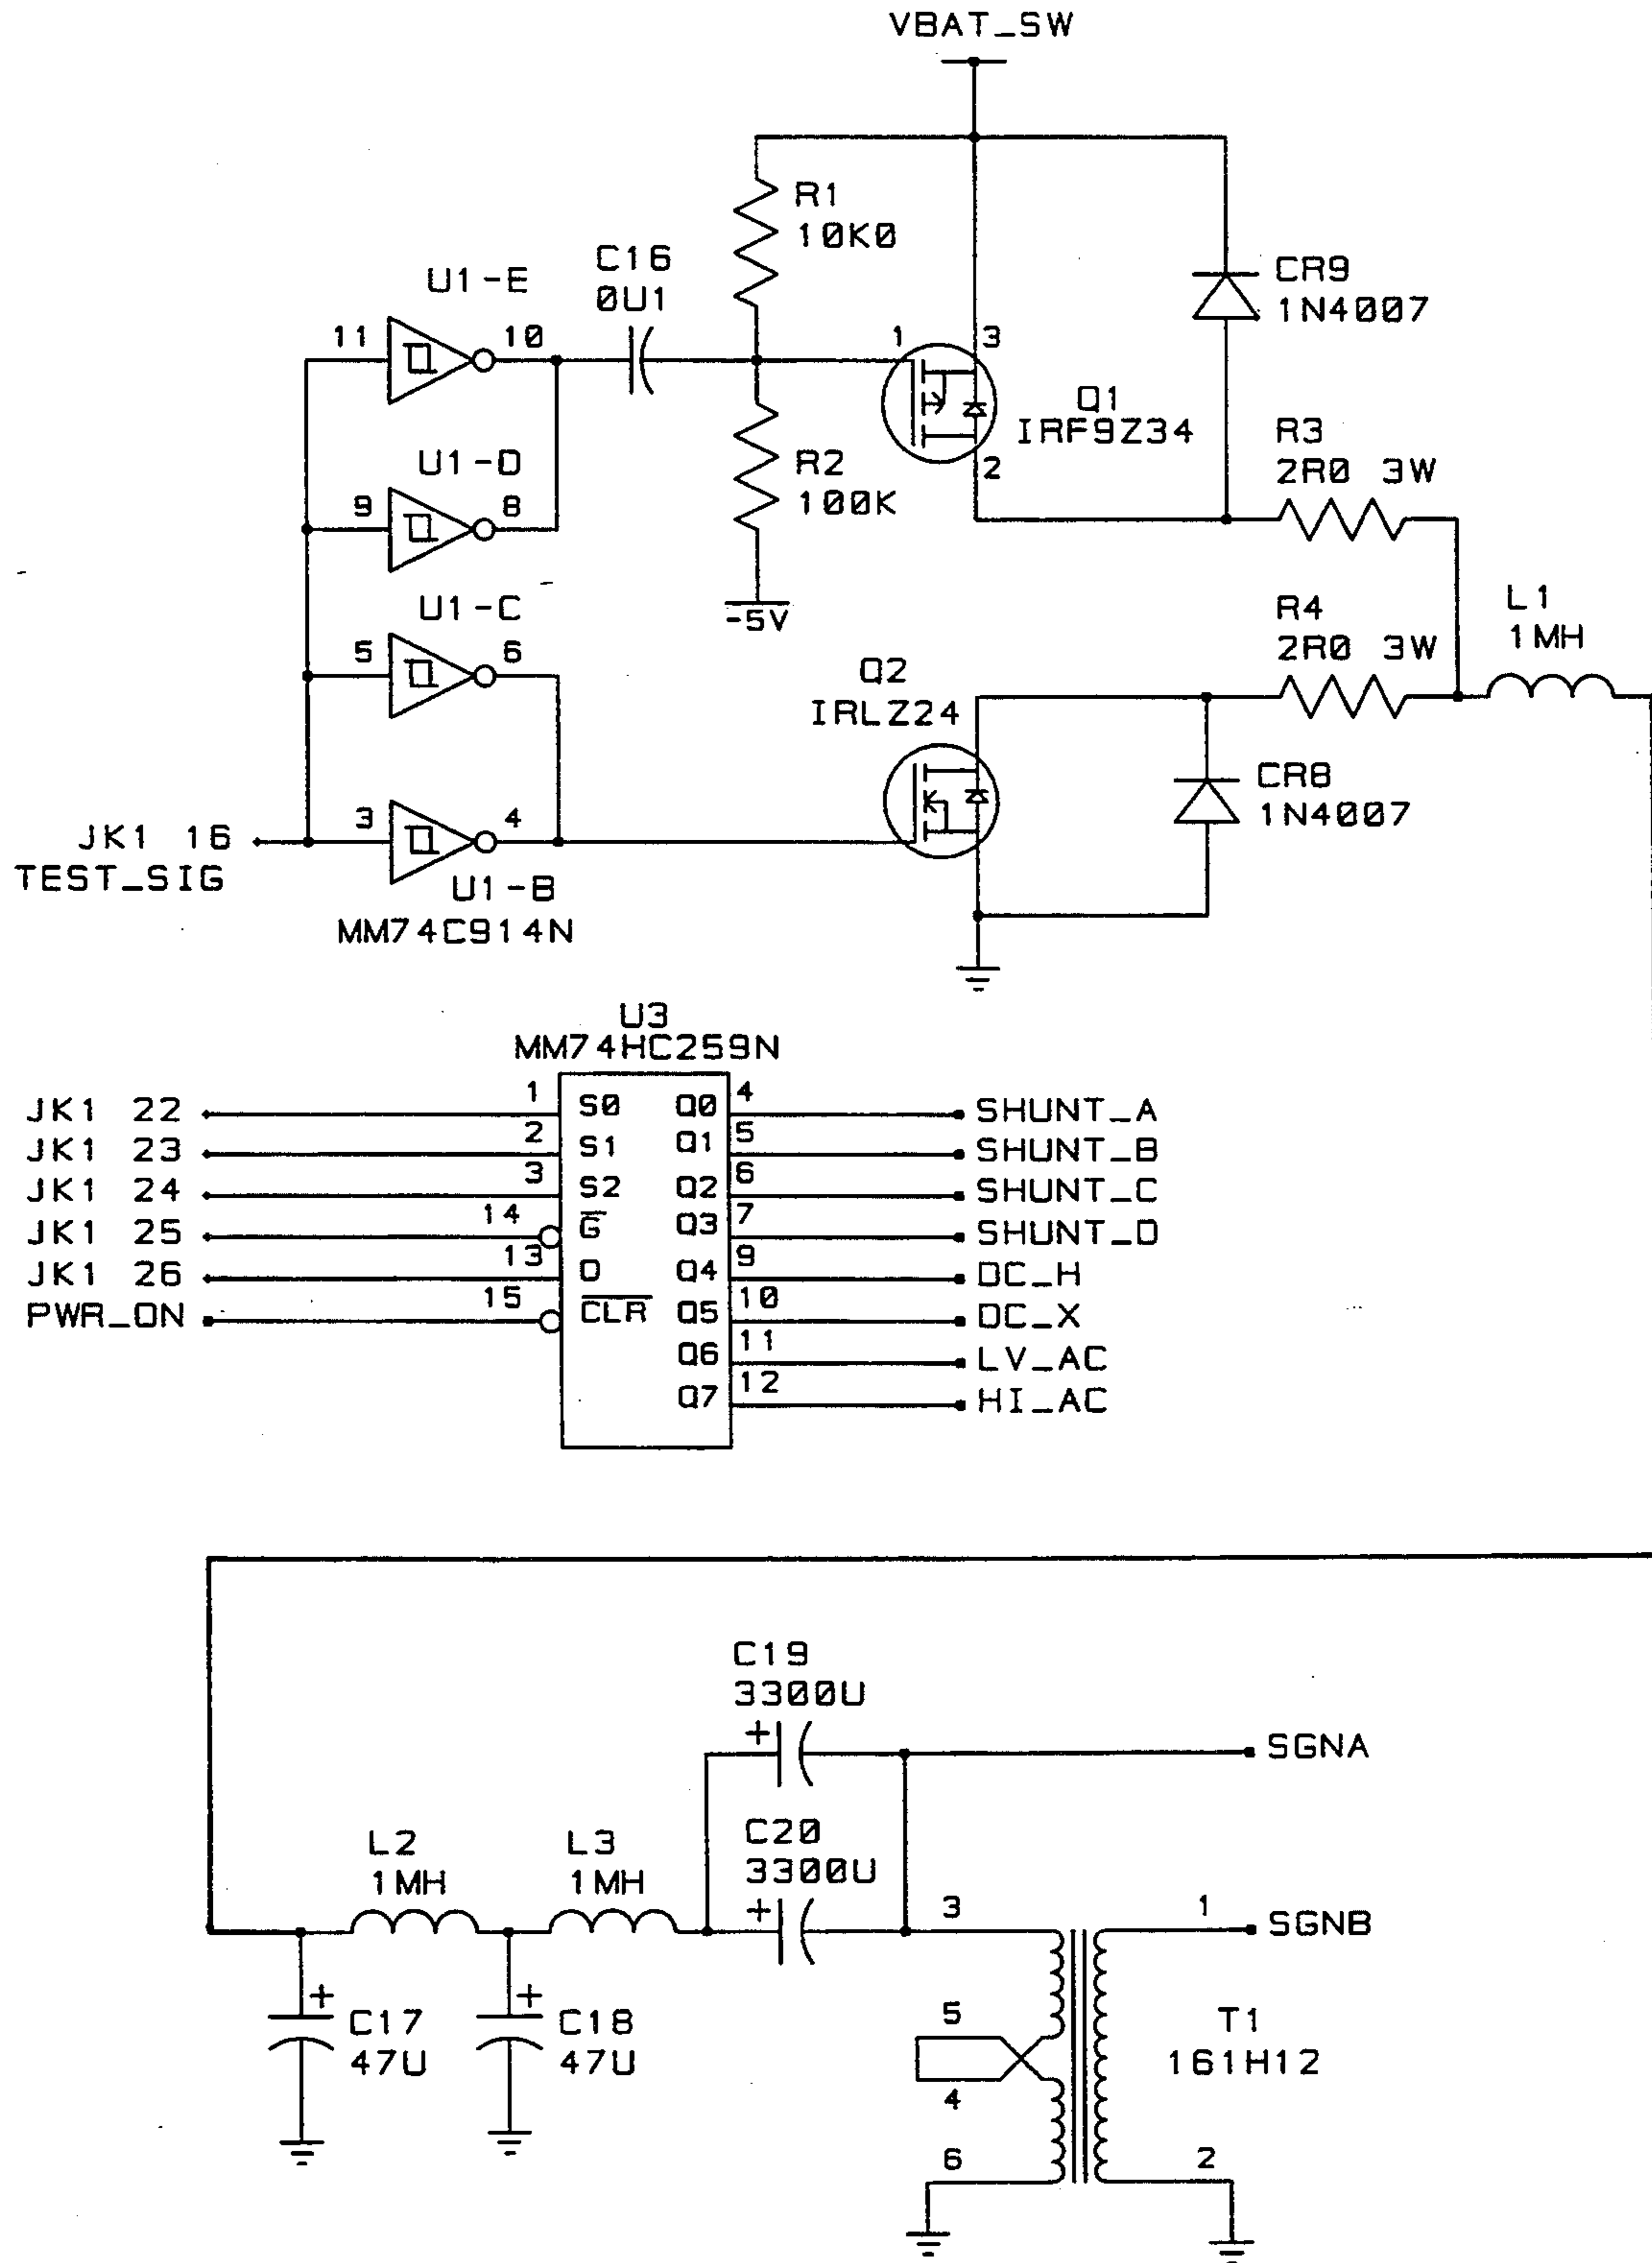 VBAT_SW
R1
10K0
C16
0U1
U1-E
11
10
1
3
CR9
1N4007
Q1
IRF9Z34
2
U1-D
9
8
R2
100K
R3
2R0 3W
-5V
U1-C
5
6
R4
2R0 3W
L1
1MH
Q2
IRLZ24
CR8
1N4007
JK1 16
TEST_SIG
3
4
U1-B
MM74C914N
U3
MM74HC259N
JK1 22
1
S0
Q0
4
SHUNT_A
JK1 23
2
S1
Q1
5
SHUNT_B
JK1 24
3
S2
Q2
6
SHUNT_C
JK1 25
14
G
Q3
7
SHUNT_D
JK1 26
13
D
Q4
9
DC_H
PWR_ON
15
CLR
Q5
10
DC_X
Q6
11
LV_AC
Q7
12
HI_AC
C19
3300U
+
SGNA
L2
1MH
L3
1MH
C20
3300U
+
3
1
SGNB
+
C17
47U
+
C18
47U
5
4
T1
161H12
6
2